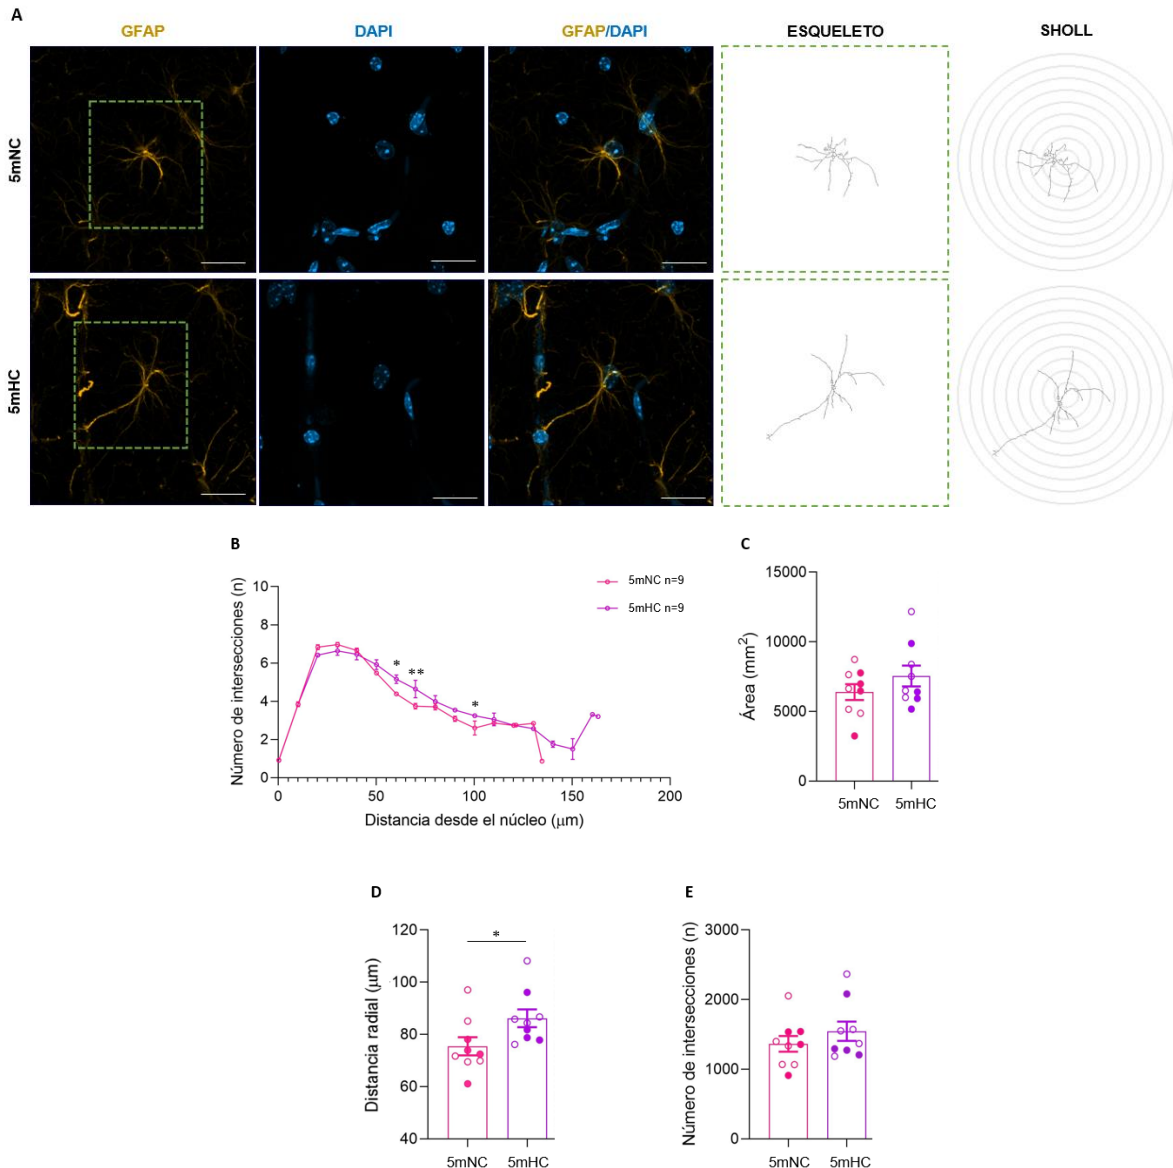 A
GFAP DAPI GFAP/DAPI ESQUELETO SHOLL
5mNC
5mHC
B
Número de intersecciones (n)
10
8
6
4
2
0
0 50 100 150 200
Distancia desde el núcleo (μm)
5mNC n=9
5mHC n=9
* ** *
C
Área (mm²)
15000
10000
5000
0
5mNC 5mHC
D
Distancia radial (μm)
120
100
80
60
40
*
5mNC 5mHC
E
Número de intersecciones (n)
3000
2000
1000
0
5mNC 5mHC